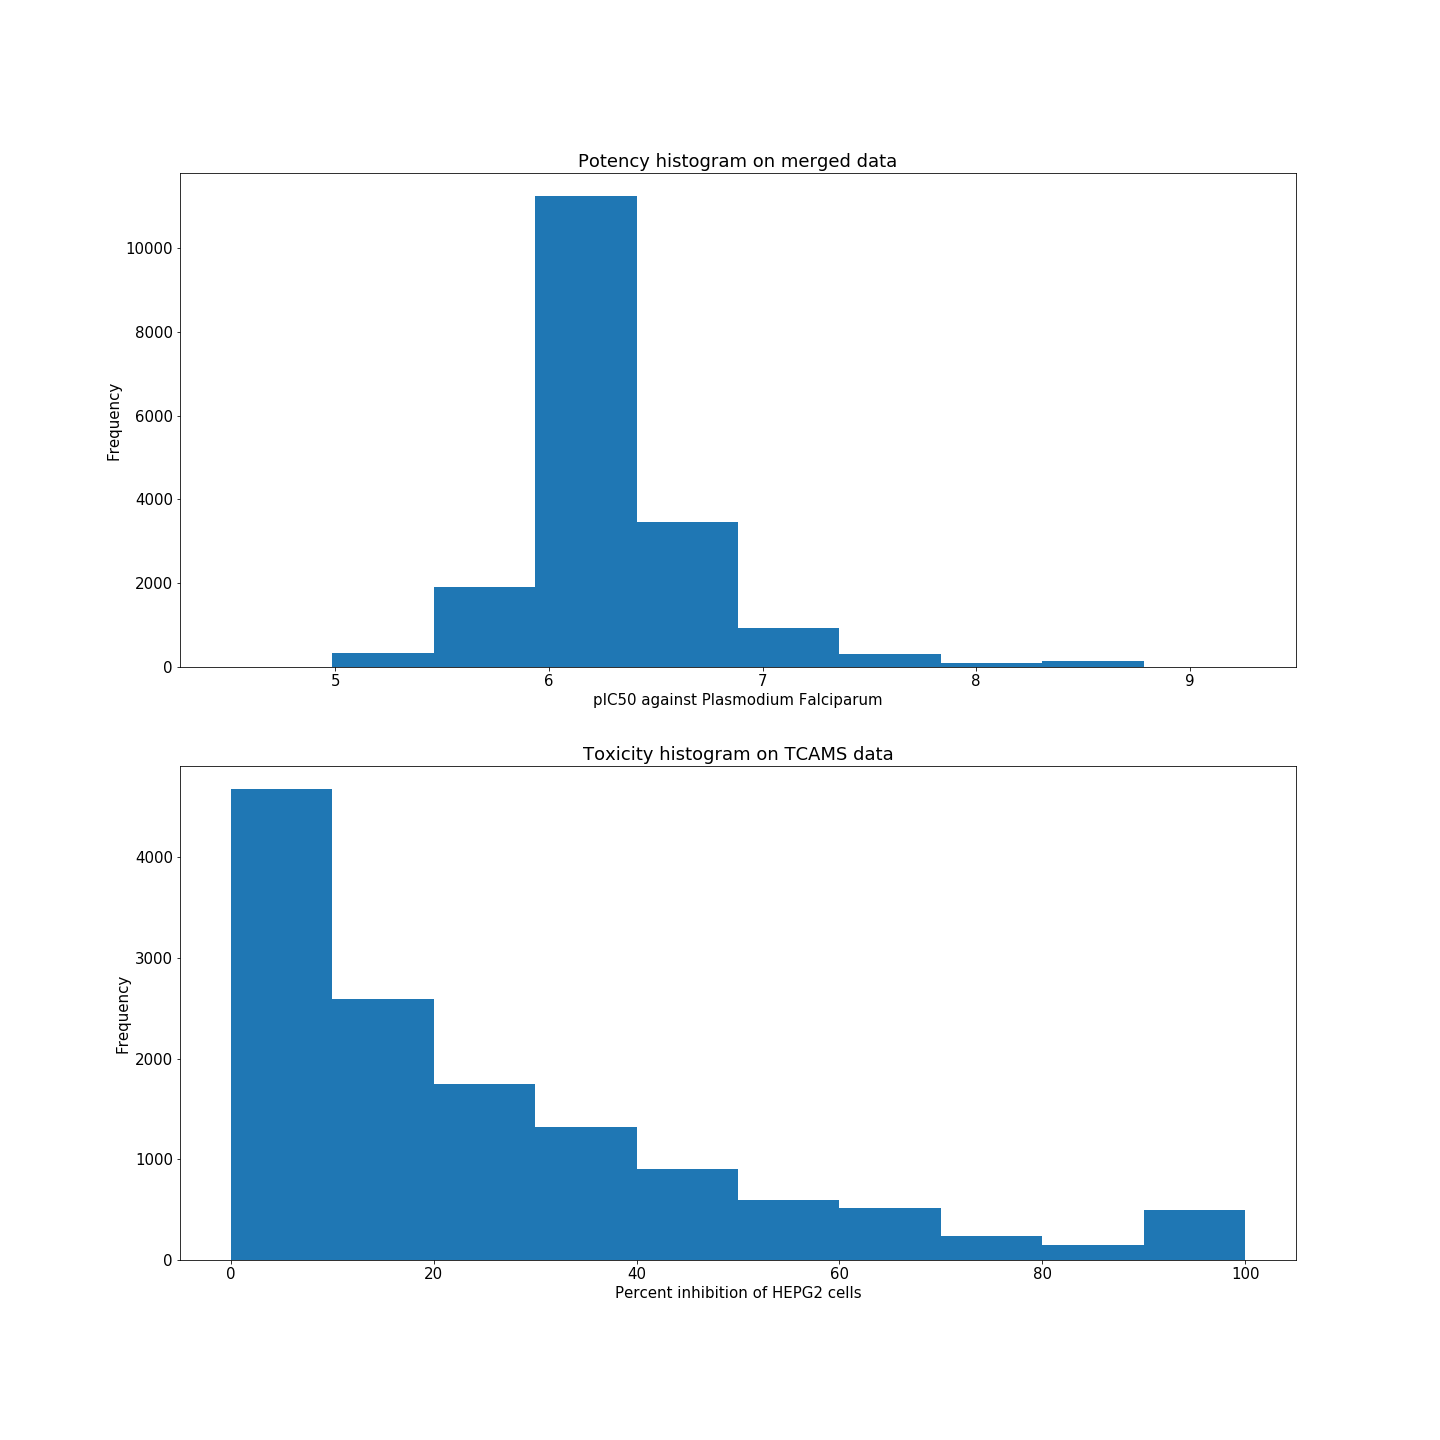 Potency histogram on merged data
10000
8000
6000
4000
2000
0
Frequency
5 6 7 8 9
pIC50 against Plasmodium Falciparum
Toxicity histogram on TCAMS data
4000
3000
2000
1000
0
Frequency
0 20 40 60 80 100
Percent inhibition of HEPG2 cells